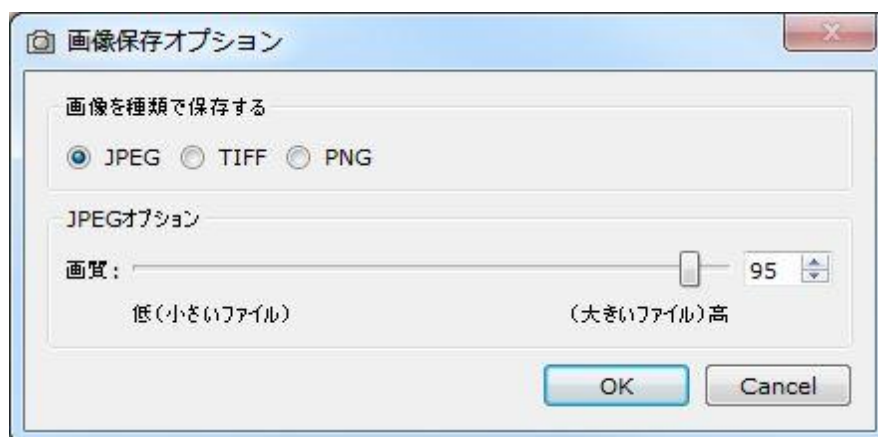 画像保存オプション
画像を種類で保存する
JPEG TIFF PNG
JPEGオプション
画質: 95
低(小さいファイル) (大きいファイル)高
OK Cancel